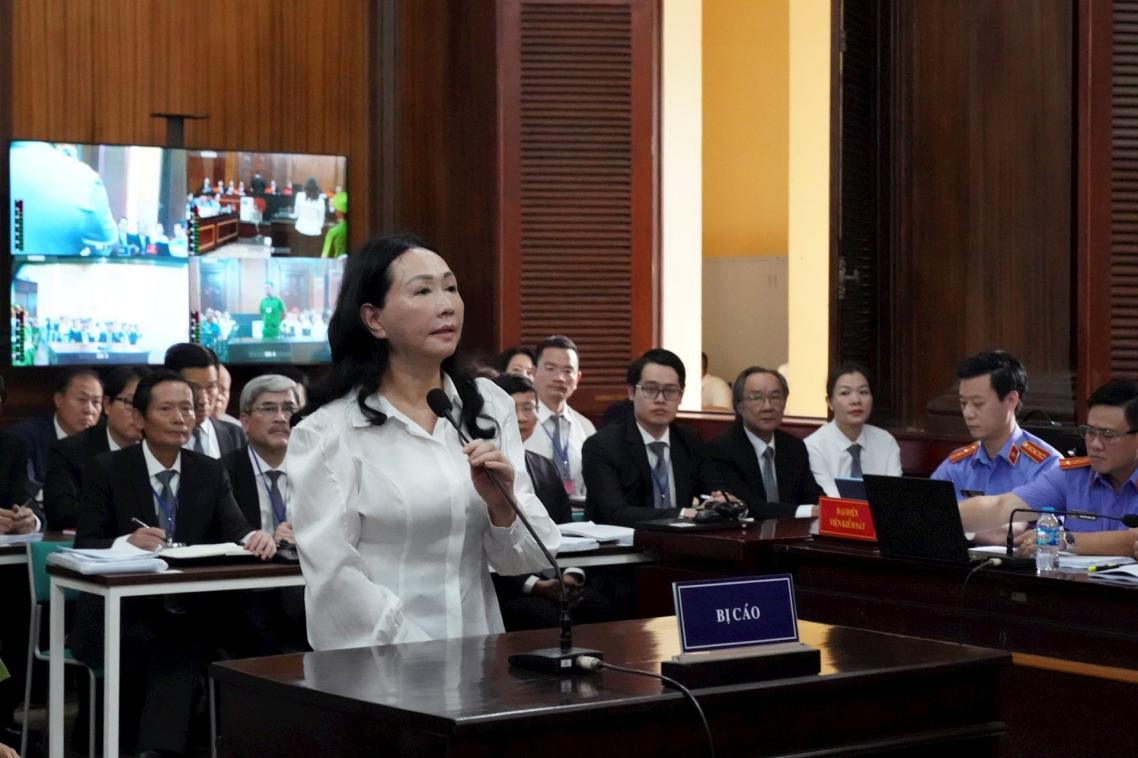 ĐẠI DIỆN
VIỆN KIỂM SÁT
BỊ CÁO